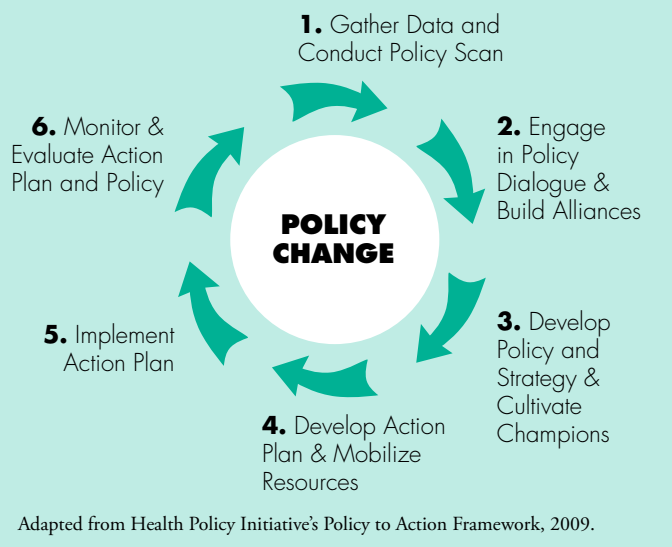 1. Gather Data and
Conduct Policy Scan
2. Engage
in Policy
Dialogue &
Build Alliances
3. Develop
Policy and
Strategy &
Cultivate
Champions
4. Develop Action
Plan & Mobilize
Resources
5. Implement
Action Plan
6. Monitor &
Evaluate Action
Plan and Policy
POLICY
CHANGE
Adapted from Health Policy Initiative's Policy to Action Framework, 2009.